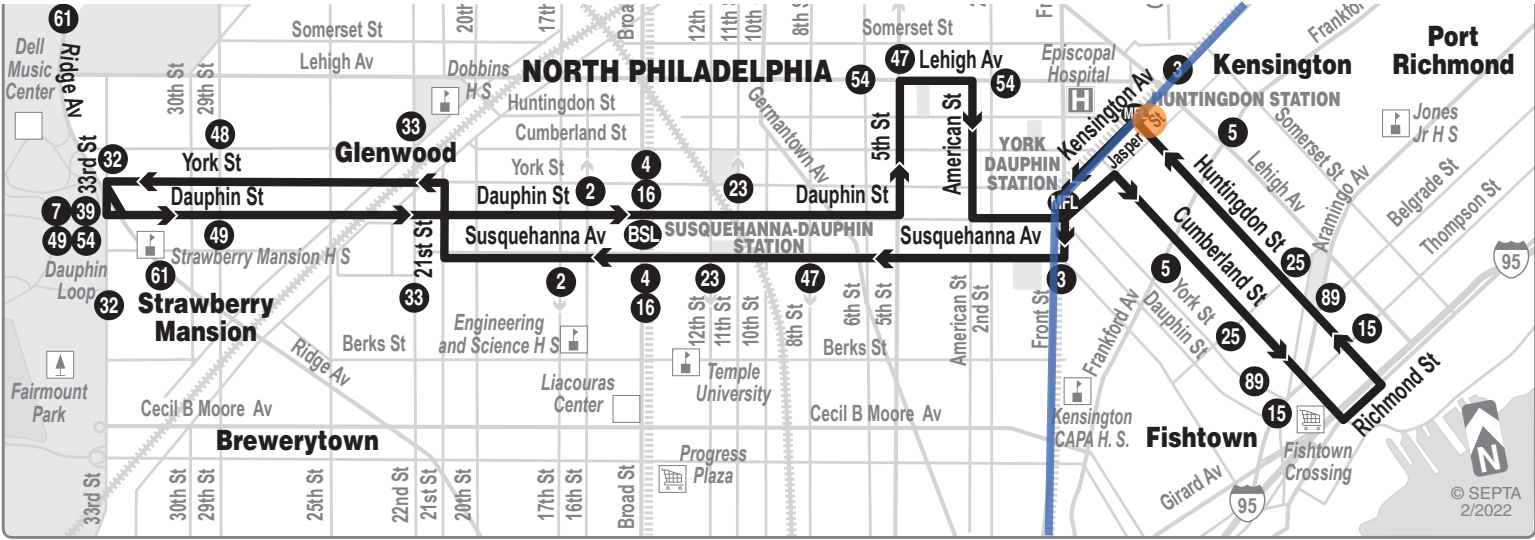 61
Ridge Av
Dell
Music
Center
30th St
29th St
Somerset St
Lehigh Av
20th
17th
Broad
12th St
11th St
10th St
8th St
Somerset St
Dobbins
H S
NORTH PHILADELPHIA
Huntingdon St
Cumberland St
York St
Germantown Av
47
54
Lehigh Av
54
5th St
American St
Episcopal
Hospital
H
Kensington Av
3
Kensington
Port
Richmond
HUNTINGDON STATION
Jasper St
5
Somerset St
Lehigh Av
Jones
Jr H S
Aramingo Av
Belgrade St
Thompson St
95
YORK
DAUPHIN
STATION
MFL
33rd St
32
48
York St
33
Glenwood
Dauphin St
Dauphin St
2
4
16
23
Dauphin St
7
39
49
54
Dauphin
Loop
49
Strawberry Mansion H S
61
Strawberry
Mansion
32
21st St
33
Susquehanna Av
BSL
SUSQUEHANNA-DAUPHIN
STATION
Susquehanna Av
2
4
16
23
47
3
Huntingdon St
25
89
15
Cumberland St
5
York St
Dauphin St
25
89
15
Richmond St
Fairmount
Park
Ridge Av
Berks St
Engineering
and Science H S
Liacouras
Center
12th St
11th St
10th St
8th St
6th St
5th St
American St
2nd St
Front St
Frankford Av
Temple
University
Berks St
Cecil B Moore Av
Cecil B Moore Av
Brewerytown
Kensington
CAPA H. S.
Fishtown
Fishtown
Crossing
Progress
Plaza
Girard Av
95
33rd St
30th St
29th St
25th St
22nd St
21st St
20th St
17th St
16th St
Broad St
N
© SEPTA
2/2022